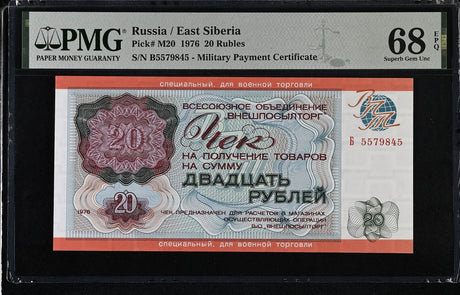 PMG
PAPER MONEY GUARANTY
Russia / East Siberia
Pick# M20 1976 20 Rubles
S/N B5579845 - Military Payment Certificate
68 EPQ
Superb Gem Unc
специальный, для военной торговли
ВСЕСОЮЗНОЕ ОБЪЕДИНЕНИЕ
"ВНЕШПОСЫЛТОРГ"
Чек
НА ПОЛУЧЕНИЕ ТОВАРОВ
НА СУММУ
ДВАДЦАТЬ
РУБЛЕЙ
20
ВПТ
Б 5579845
1976
20
ЧЕК ПРЕДНАЗНАЧЕН ДЛЯ РАСЧЕТОВ В МАГАЗИНАХ
ОСУЩЕСТВЛЯЮЩИХ ОПЕРАЦИИ
В/О „ВНЕШПОСЫЛТОРГ"
20
специальный, для военной торговли